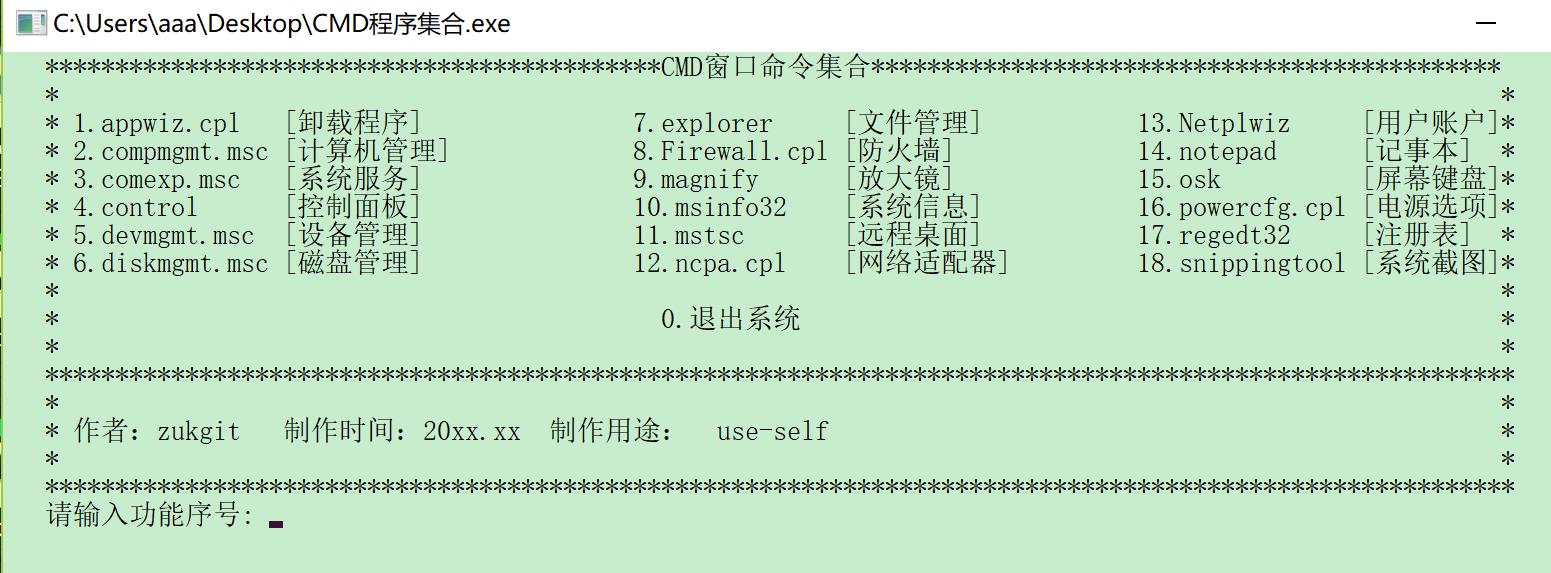 C:\Users\aaa\Desktop\CMD程序集合.exe
********************************************CMD窗口命令集合*********************************************
*                                                                                                       *
* 1.appwiz.cpl   [卸载程序]               7.explorer     [文件管理]           13.Netplwiz     [用户账户]*
* 2.compmgmt.msc [计算机管理]             8.Firewall.cpl [防火墙]             14.notepad      [记事本]  *
* 3.comexp.msc   [系统服务]               9.magnify      [放大镜]             15.osk          [屏幕键盘]*
* 4.control      [控制面板]               10.msinfo32    [系统信息]           16.powercfg.cpl [电源选项]*
* 5.devmgmt.msc  [设备管理]               11.mstsc       [远程桌面]           17.regedt32     [注册表]  *
* 6.diskmgmt.msc [磁盘管理]               12.ncpa.cpl    [网络适配器]         18.snippingtool [系统截图]*
*                                                                                                       *
*                                           0.退出系统                                                  *
*                                                                                                       *
*********************************************************************************************************
*                                                                                                       *
* 作者：zukgit   制作时间：20xx.xx  制作用途：  use-self                                                *
*                                                                                                       *
*********************************************************************************************************
请输入功能序号: